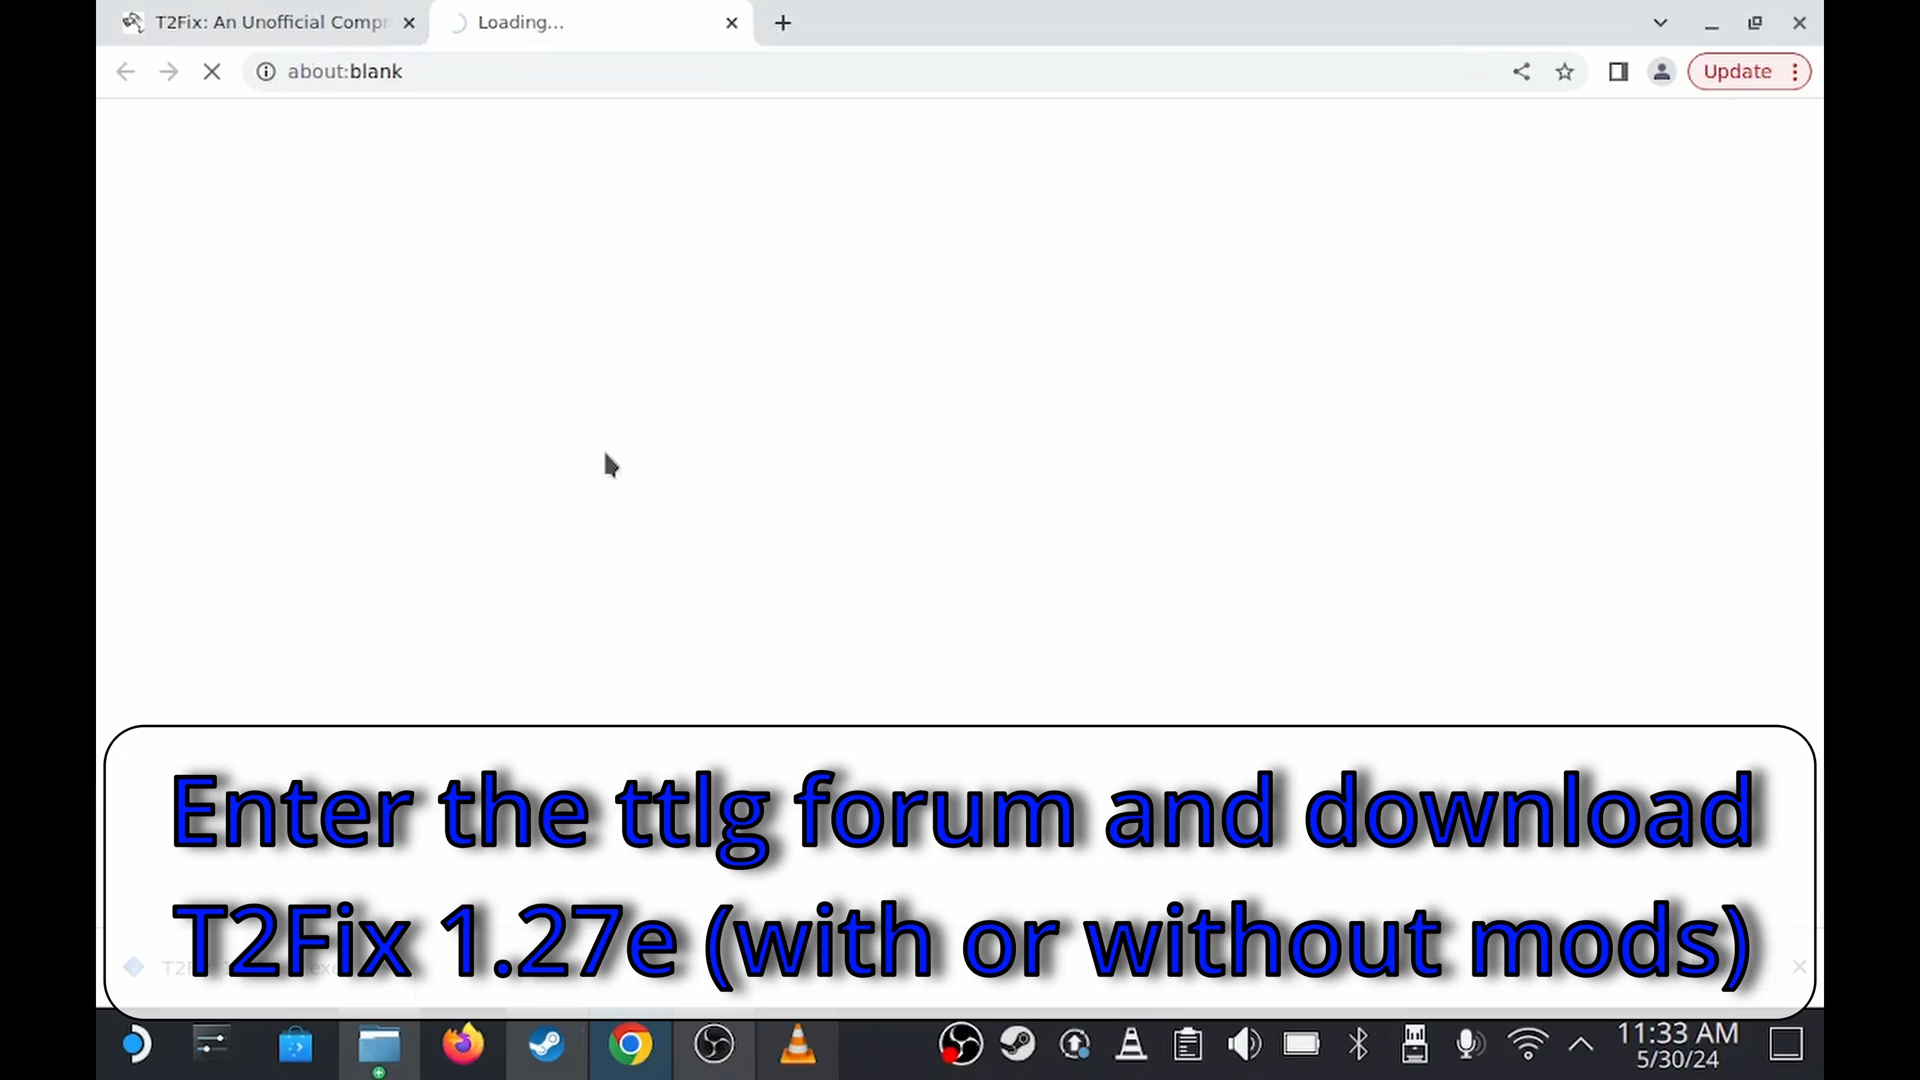 T2Fix: An Unofficial Compr
Loading...
about:blank
Update
Enter the ttlg forum and download
T2Fix 1.27e (with or without mods)
11:33 AM
5/30/24